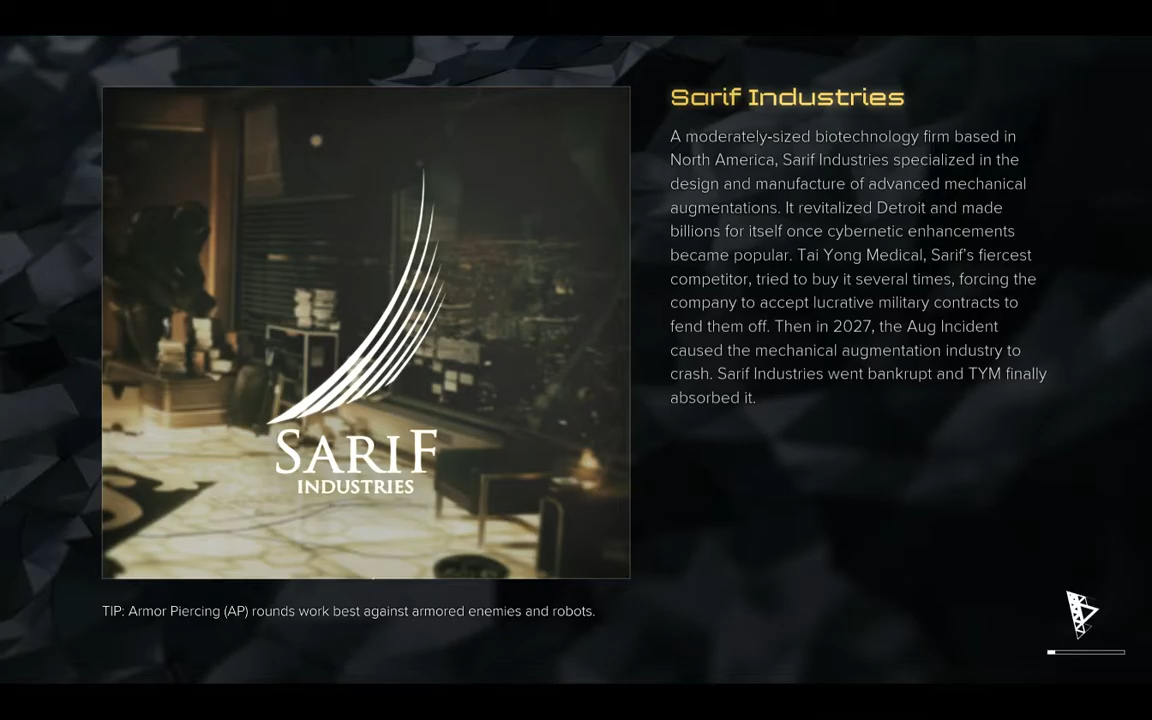 Sarif Industries
A moderately-sized biotechnology firm based in
North America, Sarif Industries specialized in the
design and manufacture of advanced mechanical
augmentations. It revitalized Detroit and made
billions for itself once cybernetic enhancements
became popular. Tai Yong Medical, Sarif's fiercest
competitor, tried to buy it several times, forcing the
company to accept lucrative military contracts to
fend them off. Then in 2027, the Aug Incident
caused the mechanical augmentation industry to
crash. Sarif Industries went bankrupt and TYM finally
absorbed it.
SARIF
INDUSTRIES
TIP: Armor Piercing (AP) rounds work best against armored enemies and robots.